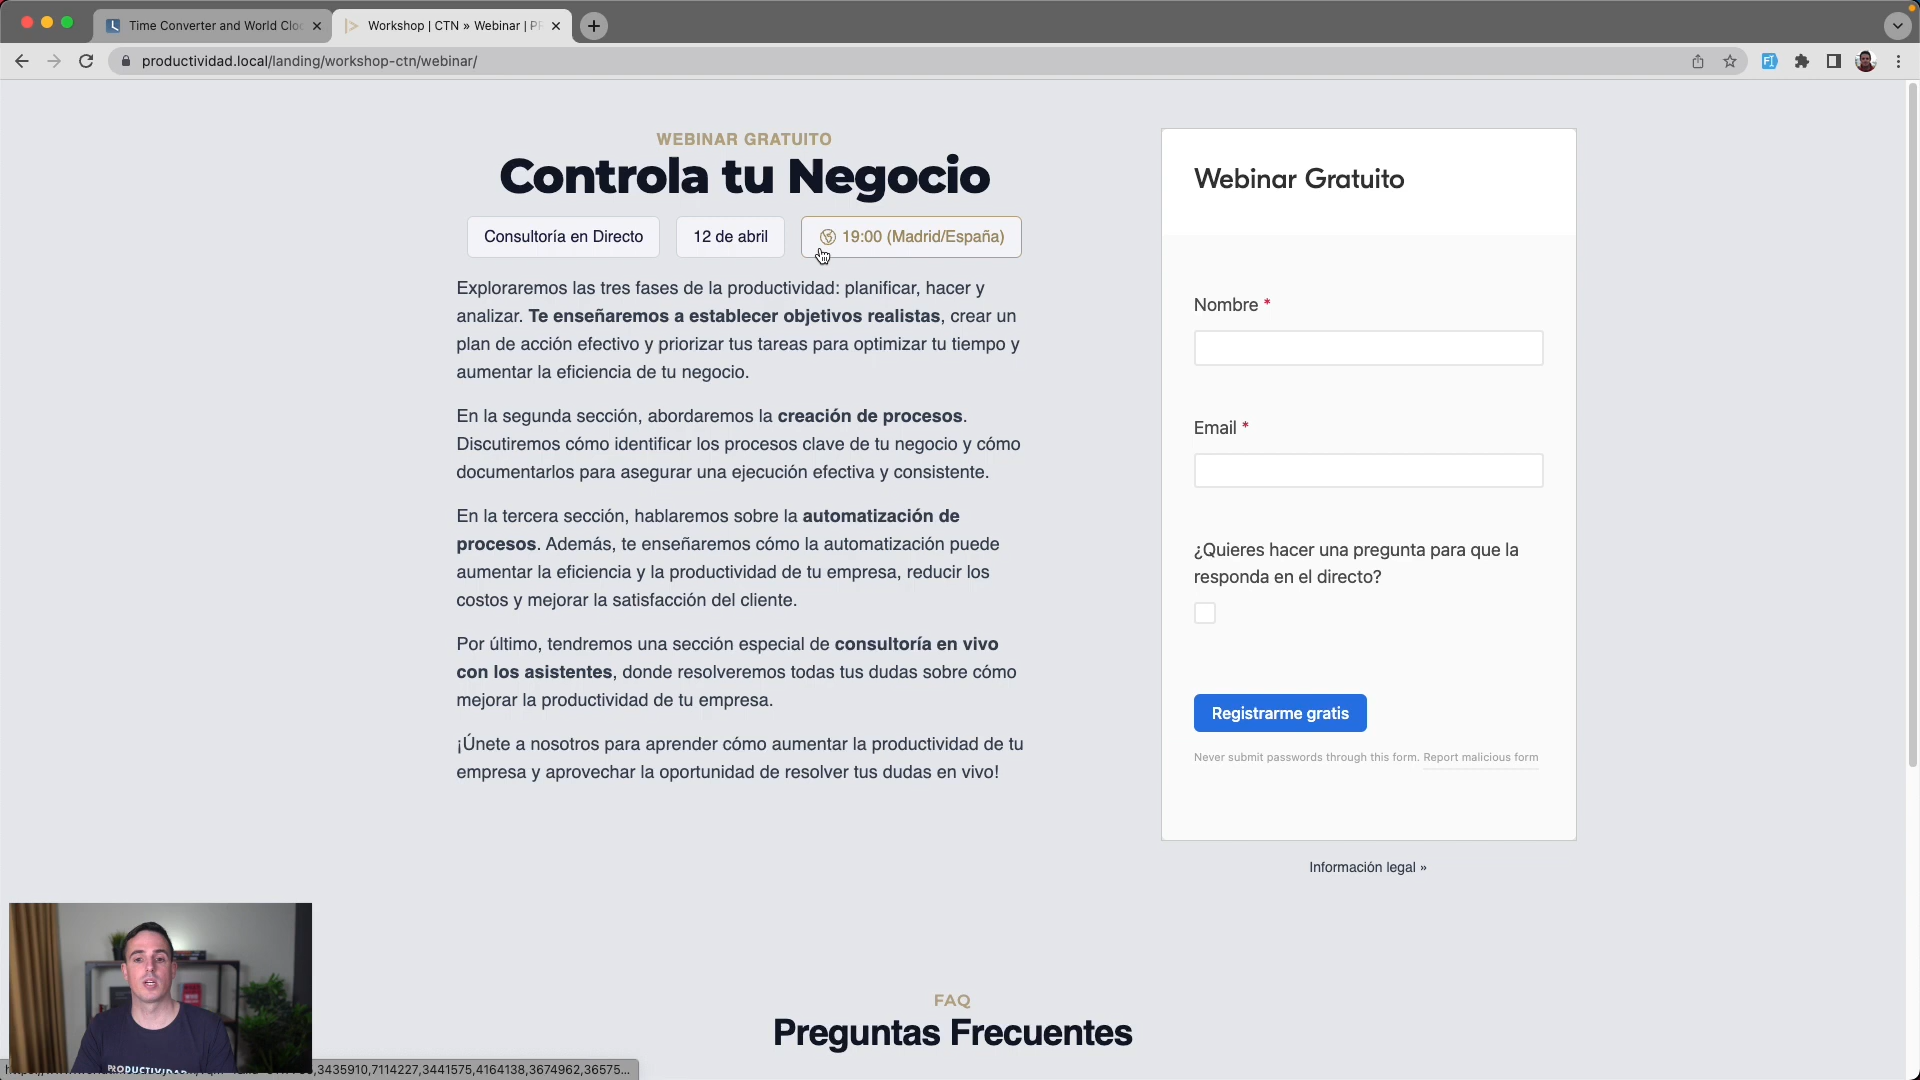 Time Converter and World Cloc
Workshop | CTN » Webinar | PR
productividad.local/landing/workshop-ctn/webinar/
WEBINAR GRATUITO
Controla tu Negocio
Consultoría en Directo
12 de abril
19:00 (Madrid/España)
Exploraremos las tres fases de la productividad: planificar, hacer y
analizar. Te enseñaremos a establecer objetivos realistas, crear un
plan de acción efectivo y priorizar tus tareas para optimizar tu tiempo y
aumentar la eficiencia de tu negocio.
En la segunda sección, abordaremos la creación de procesos.
Discutiremos cómo identificar los procesos clave de tu negocio y cómo
documentarlos para asegurar una ejecución efectiva y consistente.
En la tercera sección, hablaremos sobre la automatización de
procesos. Además, te enseñaremos cómo la automatización puede
aumentar la eficiencia y la productividad de tu empresa, reducir los
costos y mejorar la satisfacción del cliente.
Por último, tendremos una sección especial de consultoría en vivo
con los asistentes, donde resolveremos todas tus dudas sobre cómo
mejorar la productividad de tu empresa.
¡Únete a nosotros para aprender cómo aumentar la productividad de tu
empresa y aprovechar la oportunidad de resolver tus dudas en vivo!
Webinar Gratuito
Nombre *
Email *
¿Quieres hacer una pregunta para que la
responda en el directo?
Registrarme gratis
Never submit passwords through this form. Report malicious form
Información legal »
FAQ
Preguntas Frecuentes
PRODUCTIVIDAD
,3435910,7114227,3441575,4164138,3674962,36575...